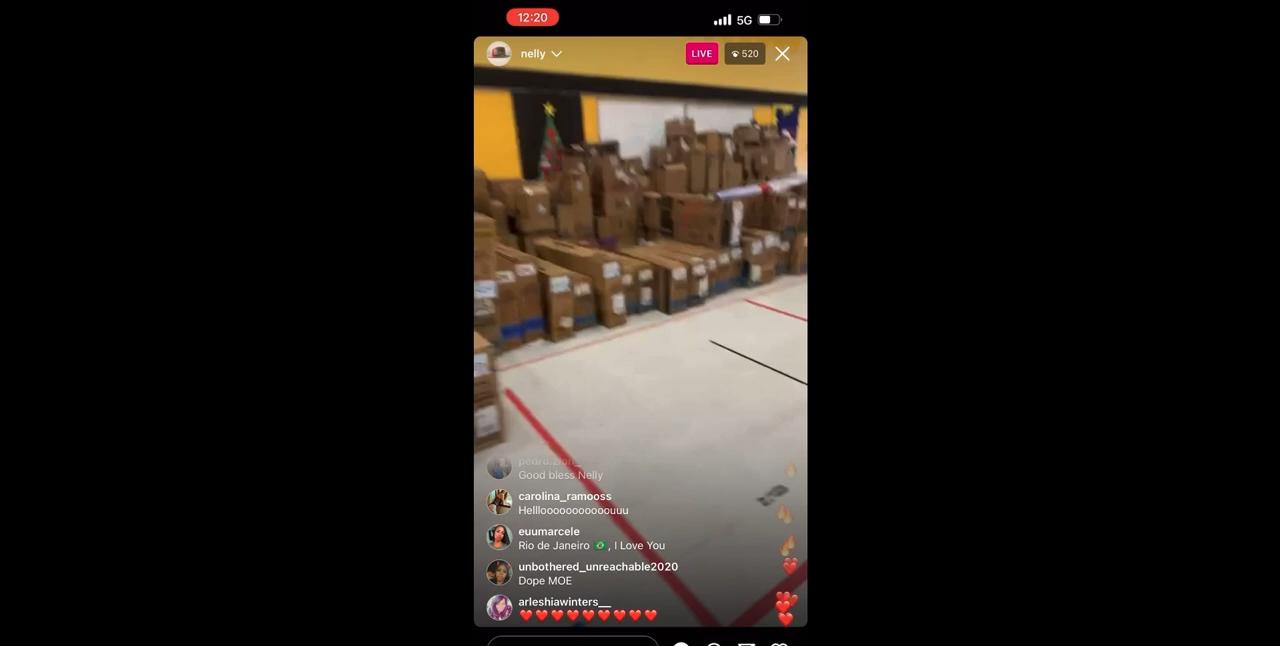 12:20
5G
nelly
LIVE
520
Good bless Nelly
carolina_ramooss
Hellloooooooooooouuu
euumarcele
Rio de Janeiro 🇧🇷, I Love You
unbothered_unreachable2020
Dope MOE
arleshiawinters__
❤️❤️❤️❤️❤️❤️❤️❤️❤️